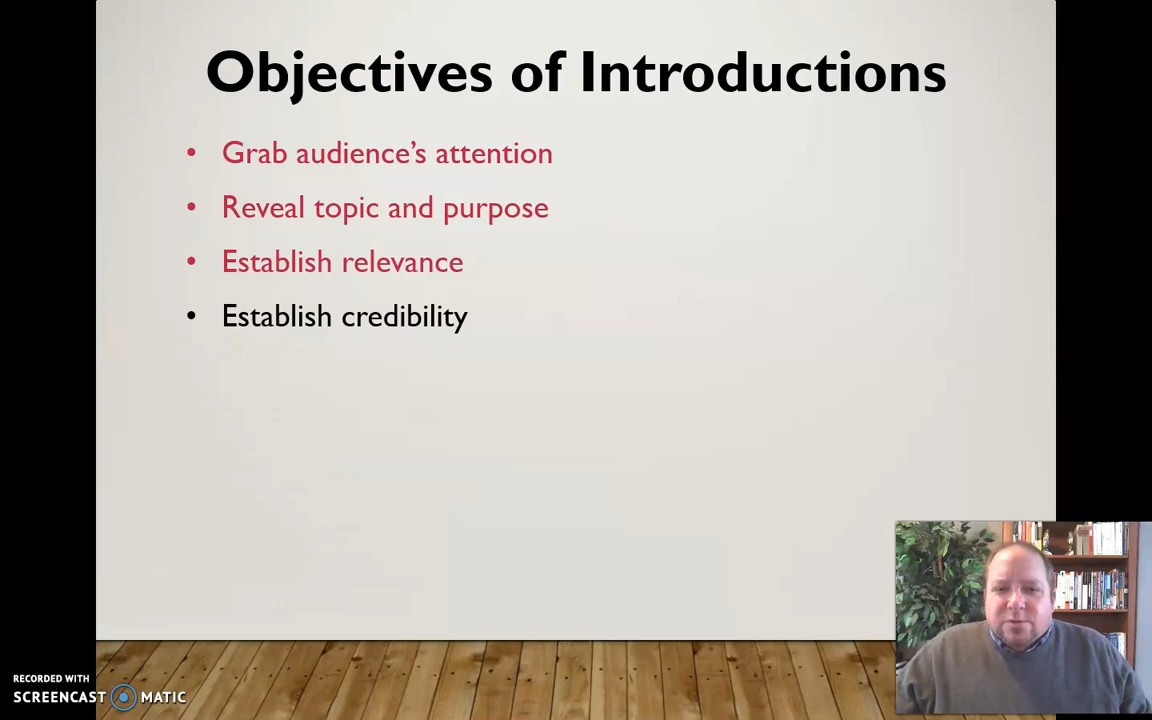 Objectives of Introductions
• Grab audience’s attention
• Reveal topic and purpose
• Establish relevance
• Establish credibility
RECORDED WITH
SCREENCAST MATIC